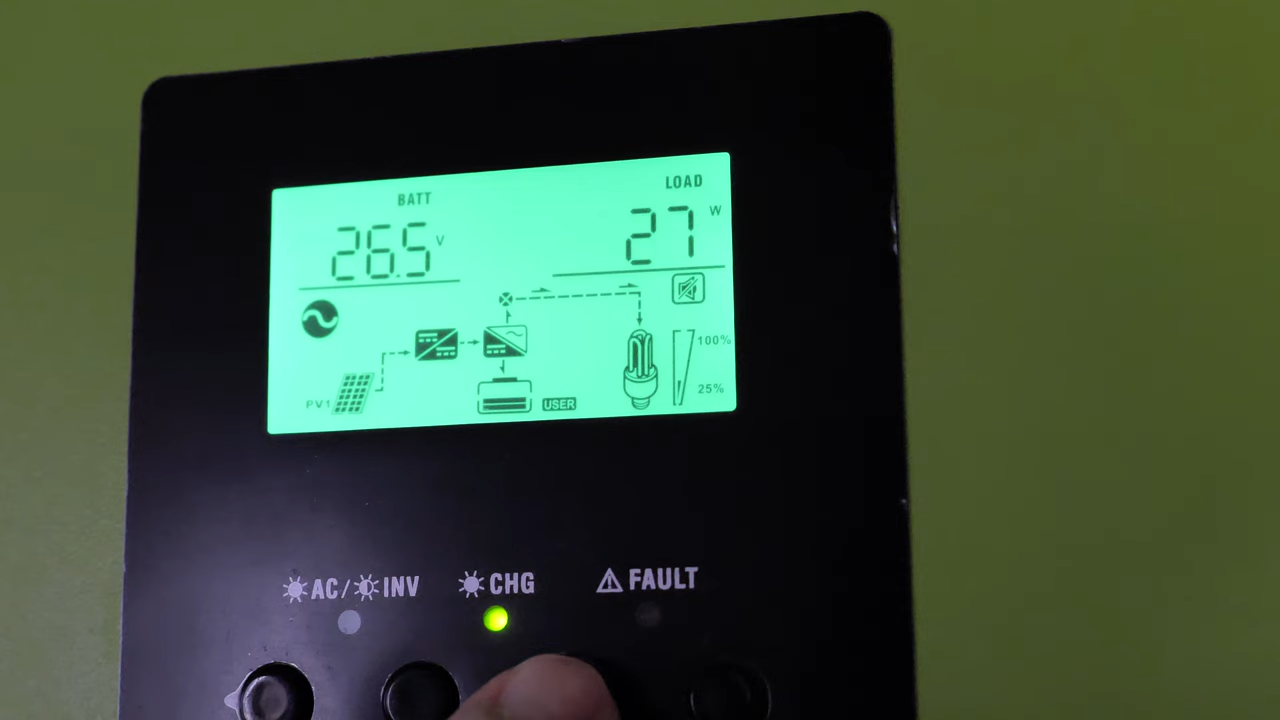 BATT LOAD
26.5 V 27 W
100%
PV1 USER 25%
AC/ INV CHG FAULT